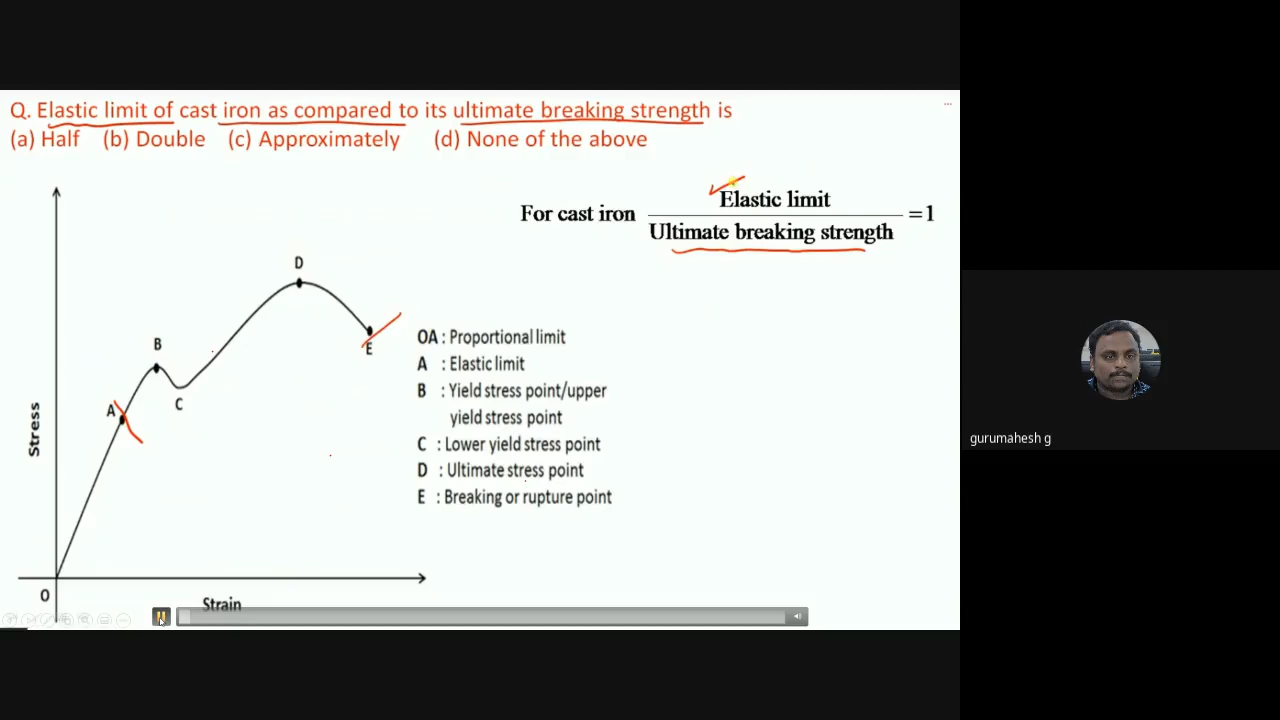 Q. Elastic limit of cast iron as compared to its ultimate breaking strength is
(a) Half (b) Double (c) Approximately (d) None of the above
For cast iron Elastic limit / Ultimate breaking strength =1
D
B
E
A
C
Stress
OA : Proportional limit
A : Elastic limit
B : Yield stress point/upper
yield stress point
C : Lower yield stress point
D : Ultimate stress point
E : Breaking or rupture point
O
Strain
gurumahesh g